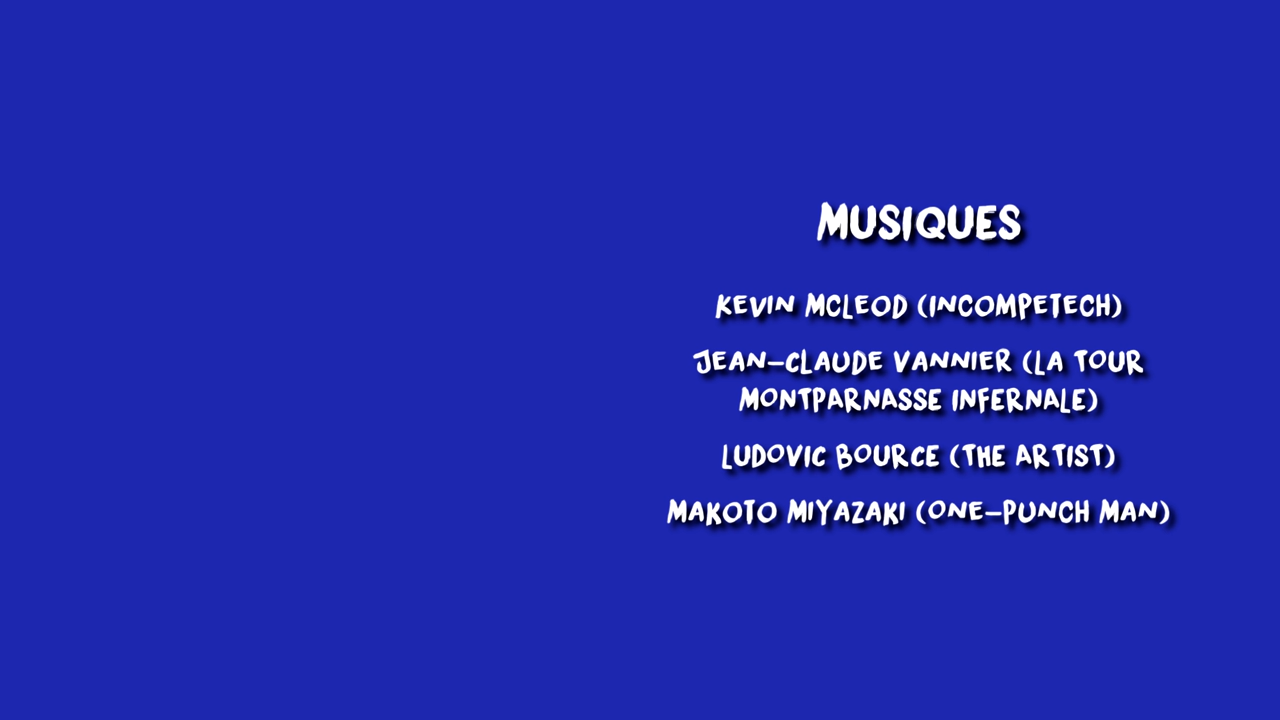 MUSIQUES
KEVIN MCLEOD (INCOMPETECH)
JEAN-CLAUDE VANNIER (LA TOUR
MONTPARNASSE INFERNALE)
LUDOVIC BOURCE (THE ARTIST)
MAKOTO MIYAZAKI (ONE-PUNCH MAN)